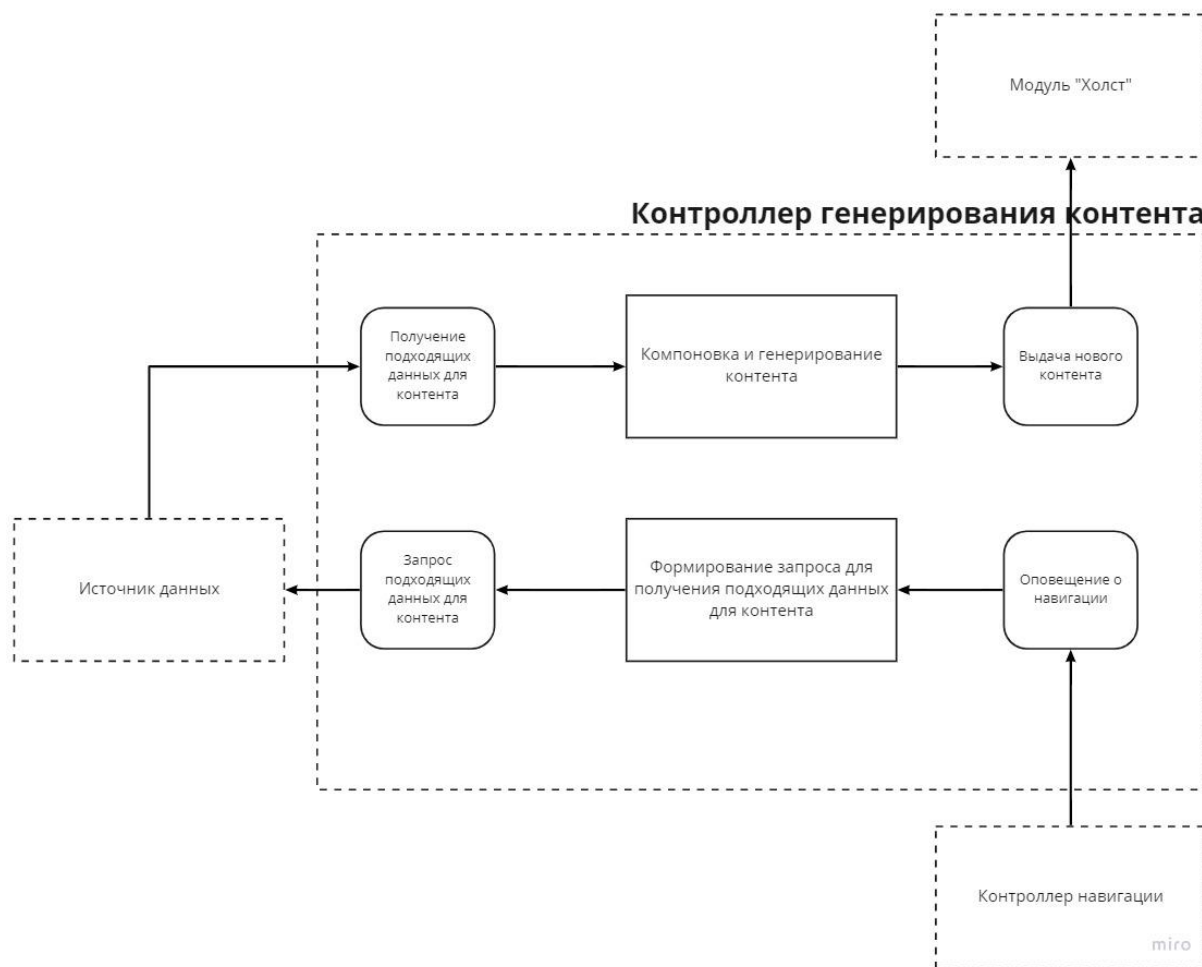 Модуль "Холст"
Контроллер генерирования контента
Получение
подходящих
данных для
контента
Компоновка и генерирование
контента
Выдача нового
контента
Источник данных
Запрос
подходящих
данных для
контента
Формирование запроса для
получения подходящих данных
для контента
Оповещение о
навигации
Контроллер навигации
miro